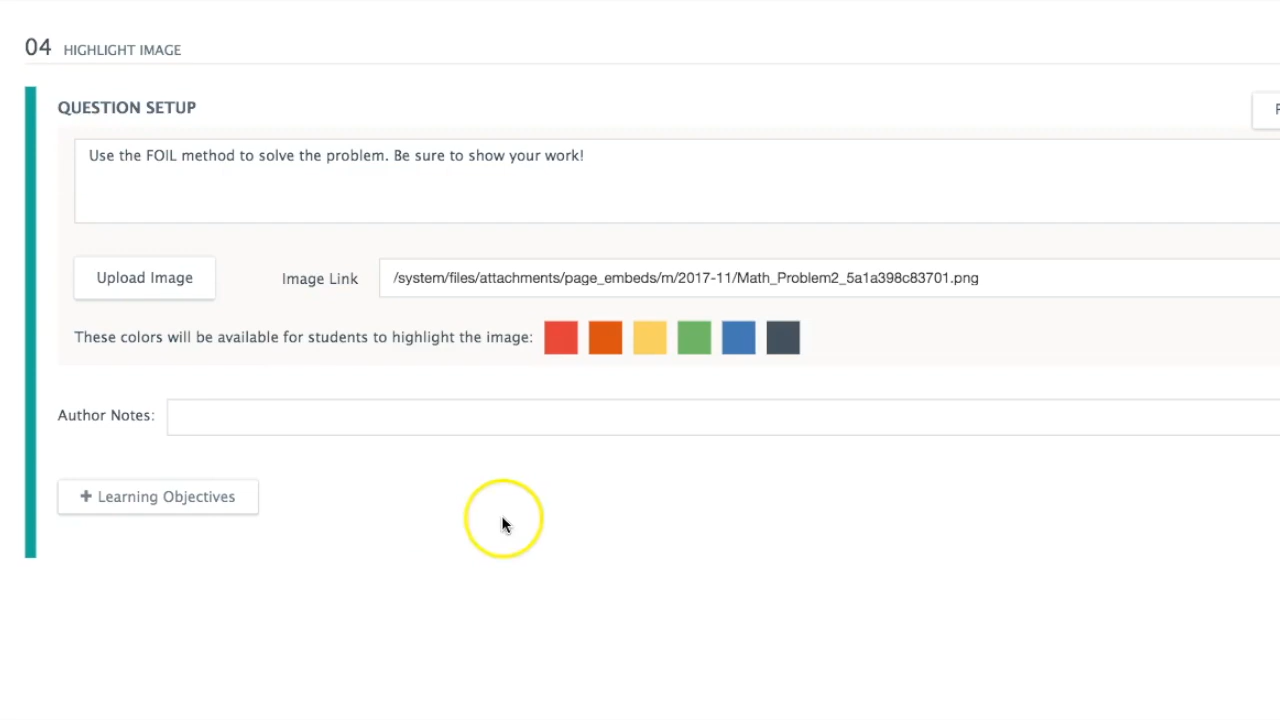 04 HIGHLIGHT IMAGE
QUESTION SETUP
Use the FOIL method to solve the problem. Be sure to show your work!
Upload Image
Image Link
/system/files/attachments/page_embeds/m/2017-11/Math_Problem2_5a1a398c83701.png
These colors will be available for students to highlight the image:
Author Notes:
+ Learning Objectives